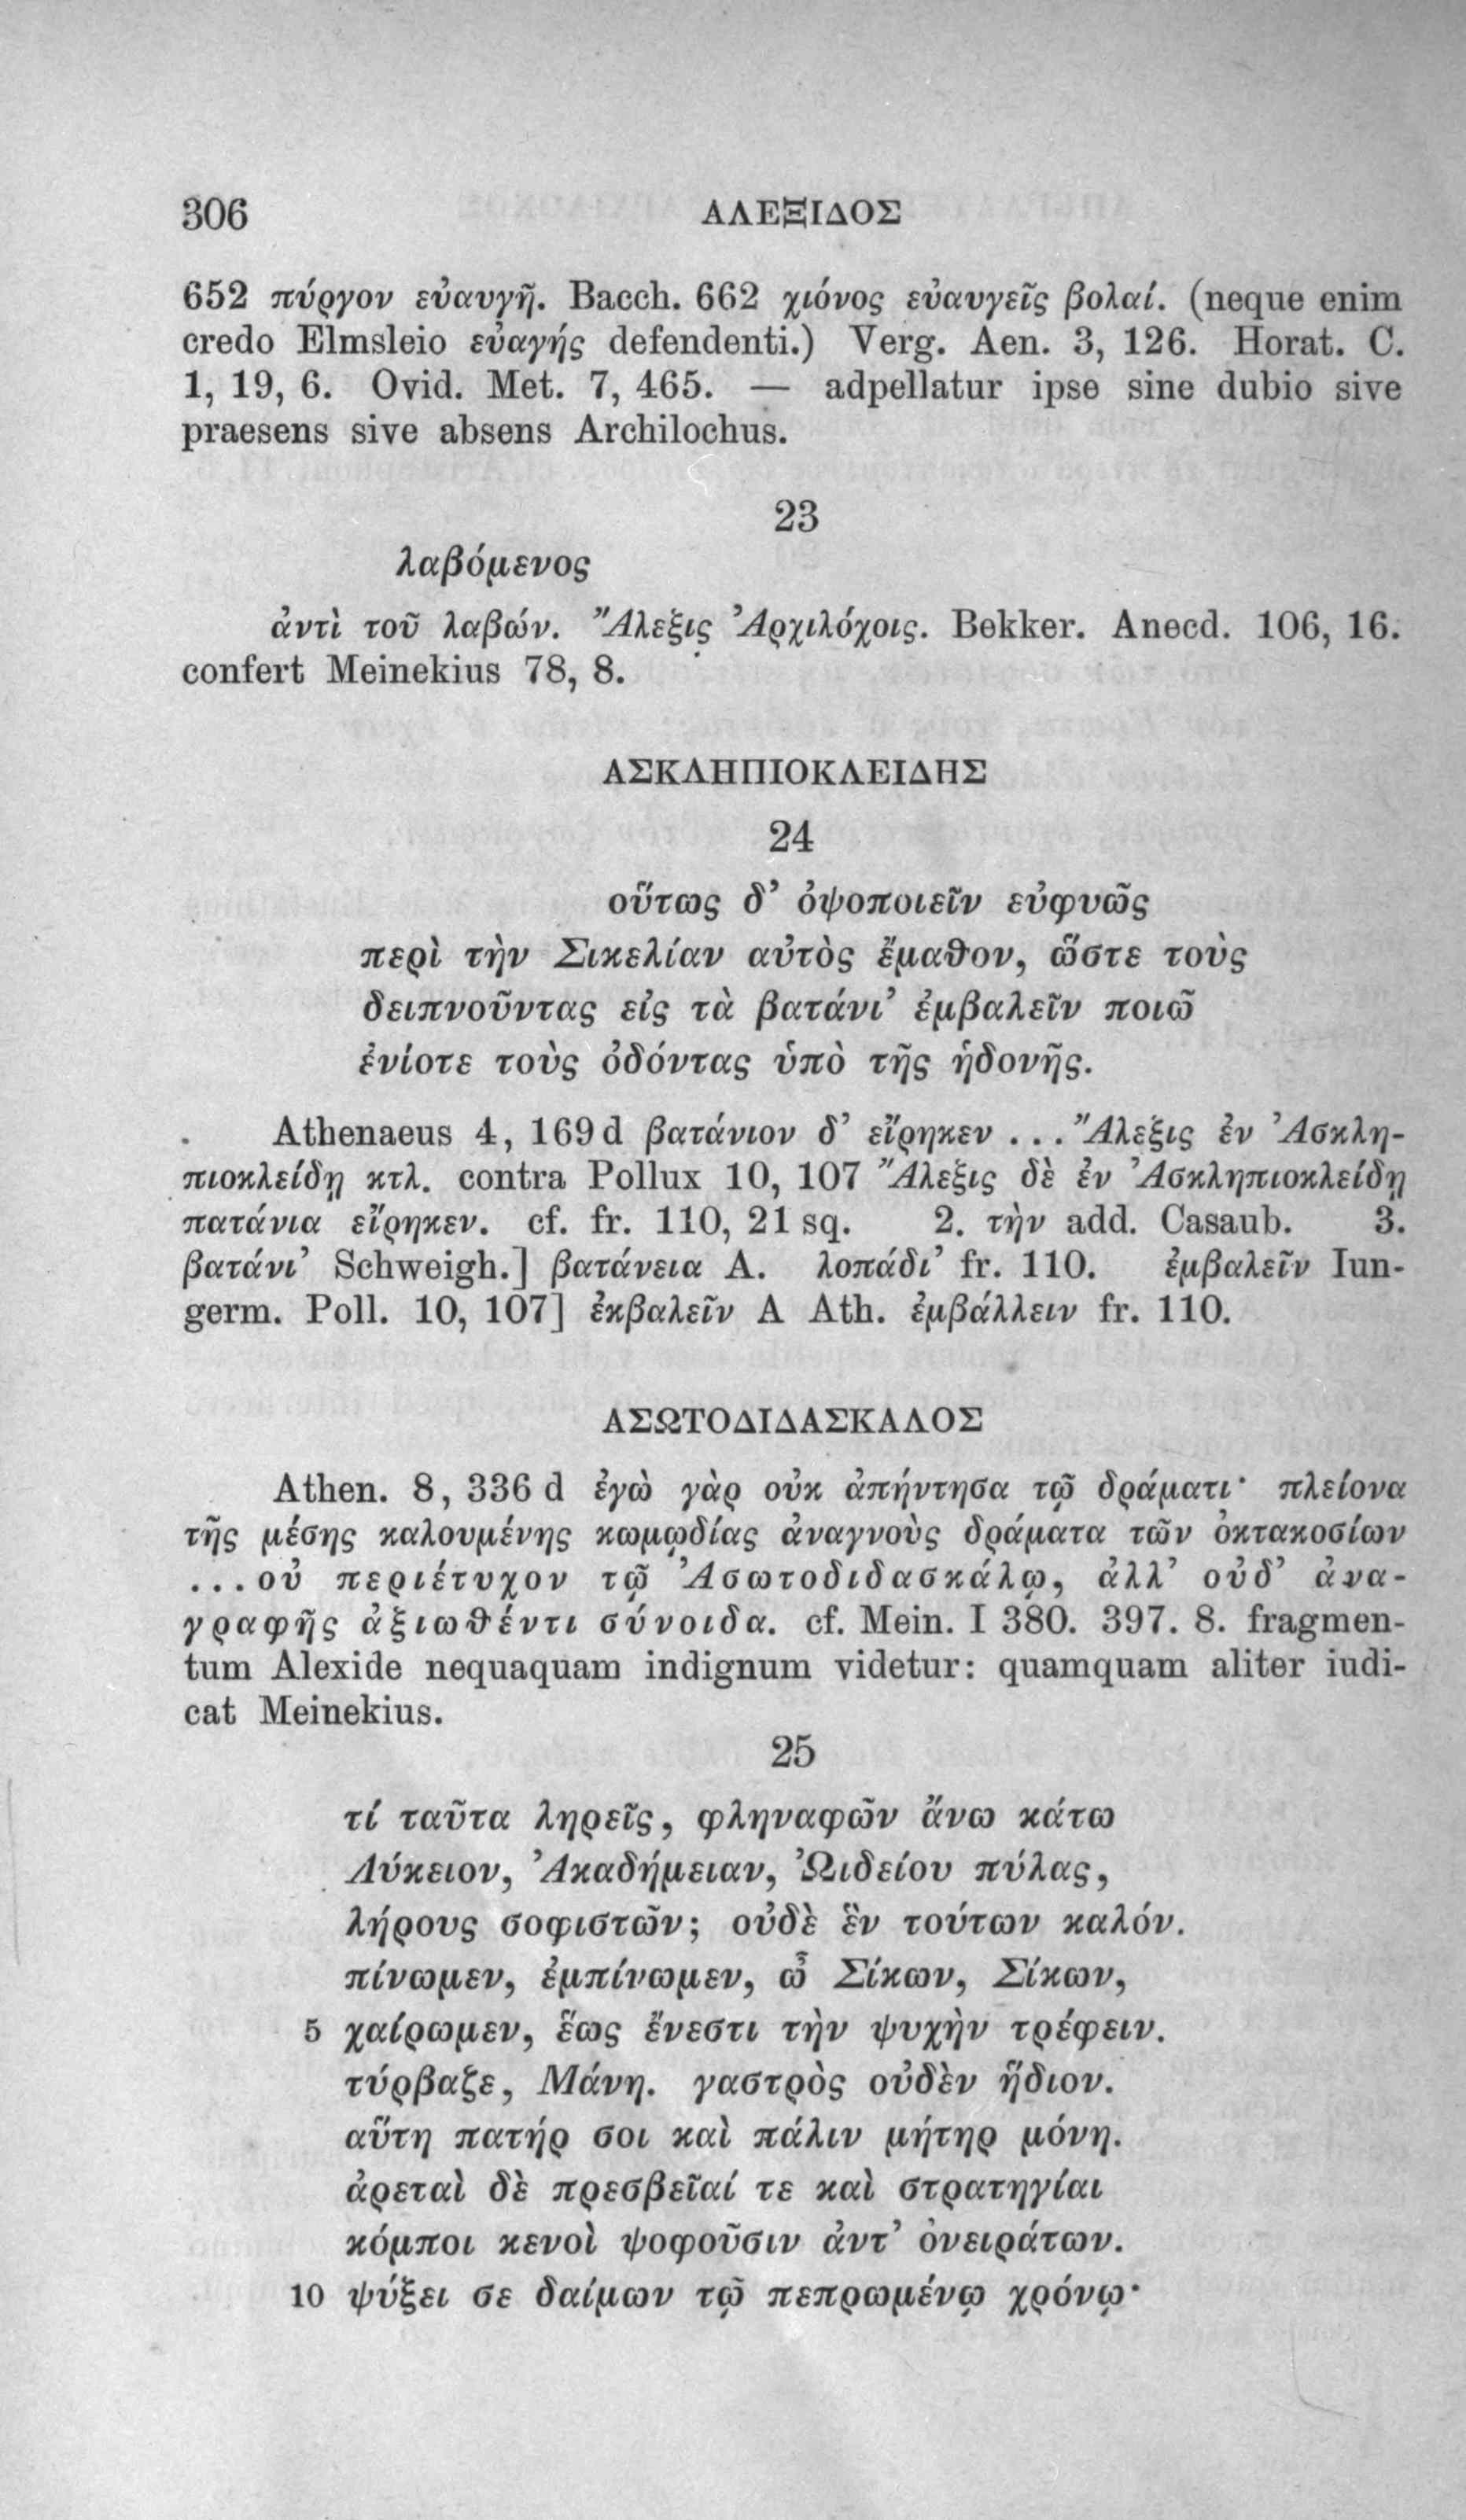 306 ΑΛΕΞΙΔΟΣ
652 πύργον εὐαυγῆ. Bacch. 662 χιόνος εὐαυγεῖς βολαί. (neque enim
credo Elmsleio εὐαγής defendenti.) Verg. Aen. 3, 126. Horat. C.
1, 19, 6. Ovid. Met. 7, 465. — adpellatur ipse sine dubio sive
praesens sive absens Archilochus.
23
λαβόμενος
ἀντὶ τοῦ λαβών. Ἄλεξις Ἀρχιλόχοις. Bekker. Anecd. 106, 16.
confert Meinekius 78, 8.
ΑΣΚΛΗΠΙΟΚΛΕΙΔΗΣ
24
οὕτως δ’ ὀψοποιεῖν εὐφυῶς
περὶ τὴν Σικελίαν αὐτὸς ἔμαθον, ὥστε τοὺς
δειπνοῦντας εἰς τὰ βατάνι’ ἐμβαλεῖν ποιῶ
ἐνίοτε τοὺς ὀδόντας ὑπὸ τῆς ἡδονῆς.
Athenaeus 4, 169 d βατάνιον δ’ εἴρηκεν ... Ἄλεξις ἐν Ἀσκλη-
πιοκλείδῃ κτλ. contra Pollux 10, 107 Ἄλεξις δὲ ἐν Ἀσκληπιοκλείδῃ
πατάνια εἴρηκεν. cf. fr. 110, 21 sq. 2. τὴν add. Casaub. 3.
βατάνι’ Schweigh.] βατάνεια A. λοπάδι’ fr. 110. ἐμβαλεῖν Iun-
germ. Poll. 10, 107] ἐκβαλεῖν A Ath. ἐμβάλλειν fr. 110.
ΑΣΩΤΟΔΙΔΑΣΚΑΛΟΣ
Athen. 8, 336 d ἐγὼ γὰρ οὐκ ἀπήντησα τῷ δράματι· πλείονα
τῆς μέσης καλουμένης κωμῳδίας ἀναγνοὺς δράματα τῶν ὀκτακοσίων
... οὐ περιέτυχον τῷ Ἀσωτοδιδασκάλῳ, ἀλλ’ οὐδ’ ἀνα-
γραφῆς ἀξιωθέντι σύνοιδα. cf. Mein. I 380. 397. 8. fragmen-
tum Alexide nequaquam indignum videtur: quamquam aliter iudi-
cat Meinekius.
25
τί ταῦτα ληρεῖς, φληναφῶν ἄνω κάτω
Λύκειον, Ἀκαδήμειαν, Ὠιδείου πύλας,
λήρους σοφιστῶν; οὐδὲ ἓν τούτων καλόν.
πίνωμεν, ἐμπίνωμεν, ὦ Σίκων, Σίκων,
5 χαίρωμεν, ἕως ἔνεστι τὴν ψυχὴν τρέφειν.
τύρβαζε, Μάνη. γαστρὸς οὐδὲν ἥδιον.
αὕτη πατήρ σοι καὶ πάλιν μήτηρ μόνη.
ἀρεταὶ δὲ πρεσβεῖαί τε καὶ στρατηγίαι
κόμποι κενοὶ ψοφοῦσιν ἀντ’ ὀνειράτων.
10 ψύξει σε δαίμων τῷ πεπρωμένῳ χρόνῳ·